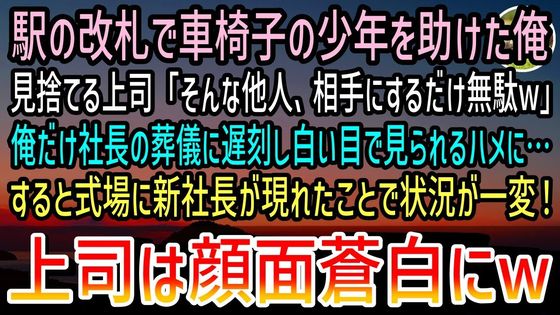 駅の改札で車椅子の少年を助けた俺
見捨てる上司「そんな他人、相手にするだけ無駄w」
俺だけ社長の葬儀に遅刻し白い目で見られるハメに…
すると式場に新社長が現れたことで状況が一変！
上司は顔面蒼白にw